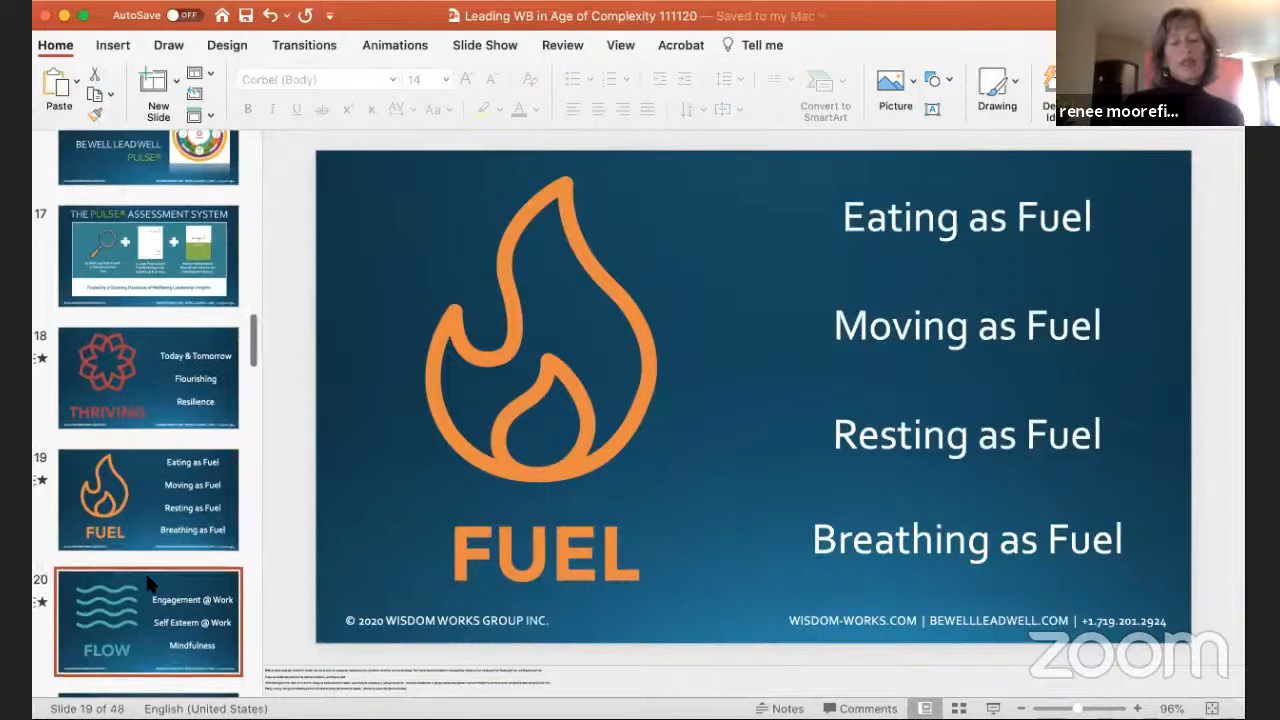 AutoSave OFF
Leading WB in Age of Complexity 111120 — Saved to my Mac
Home Insert Draw Design Transitions Animations Slide Show Review View Acrobat Tell me
Paste
New
Slide
Corbel (Body) 14
Convert to
SmartArt
Picture
Drawing
renee moorefi...
BE WELL LEAD WELL
PULSE®
17
THE PULSE® ASSESSMENT SYSTEM
18
Today & Tomorrow
Flourishing
Resilience
THRIVING
19
Eating as Fuel
Moving as Fuel
Resting as Fuel
Breathing as Fuel
FUEL
20
Engagement @ Work
Self Esteem @ Work
Mindfulness
FLOW
Eating as Fuel
Moving as Fuel
Resting as Fuel
Breathing as Fuel
FUEL
© 2020 WISDOM WORKS GROUP INC.
WISDOM-WORKS.COM | BEWELLLEADWELL.COM | +1.719.201.2924
zoom
Slide 19 of 48 English (United States) Notes Comments 96%